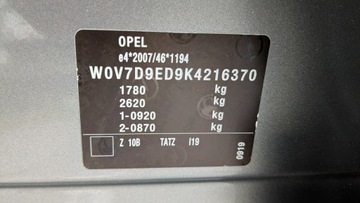 OPEL
e4*2007/46*1194
W0V7D9ED9K4216370
1780 kg
2620 kg
1-0920 kg
2-0870 kg
Z 10B TATZ I19
0919